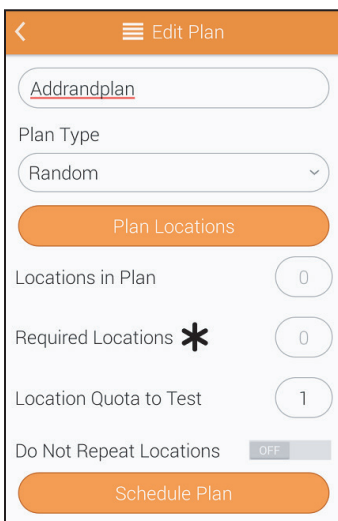 Edit Plan
Addrandplan
Plan Type
Random
Plan Locations
Locations in Plan 0
Required Locations * 0
Location Quota to Test 1
Do Not Repeat Locations OFF
Schedule Plan